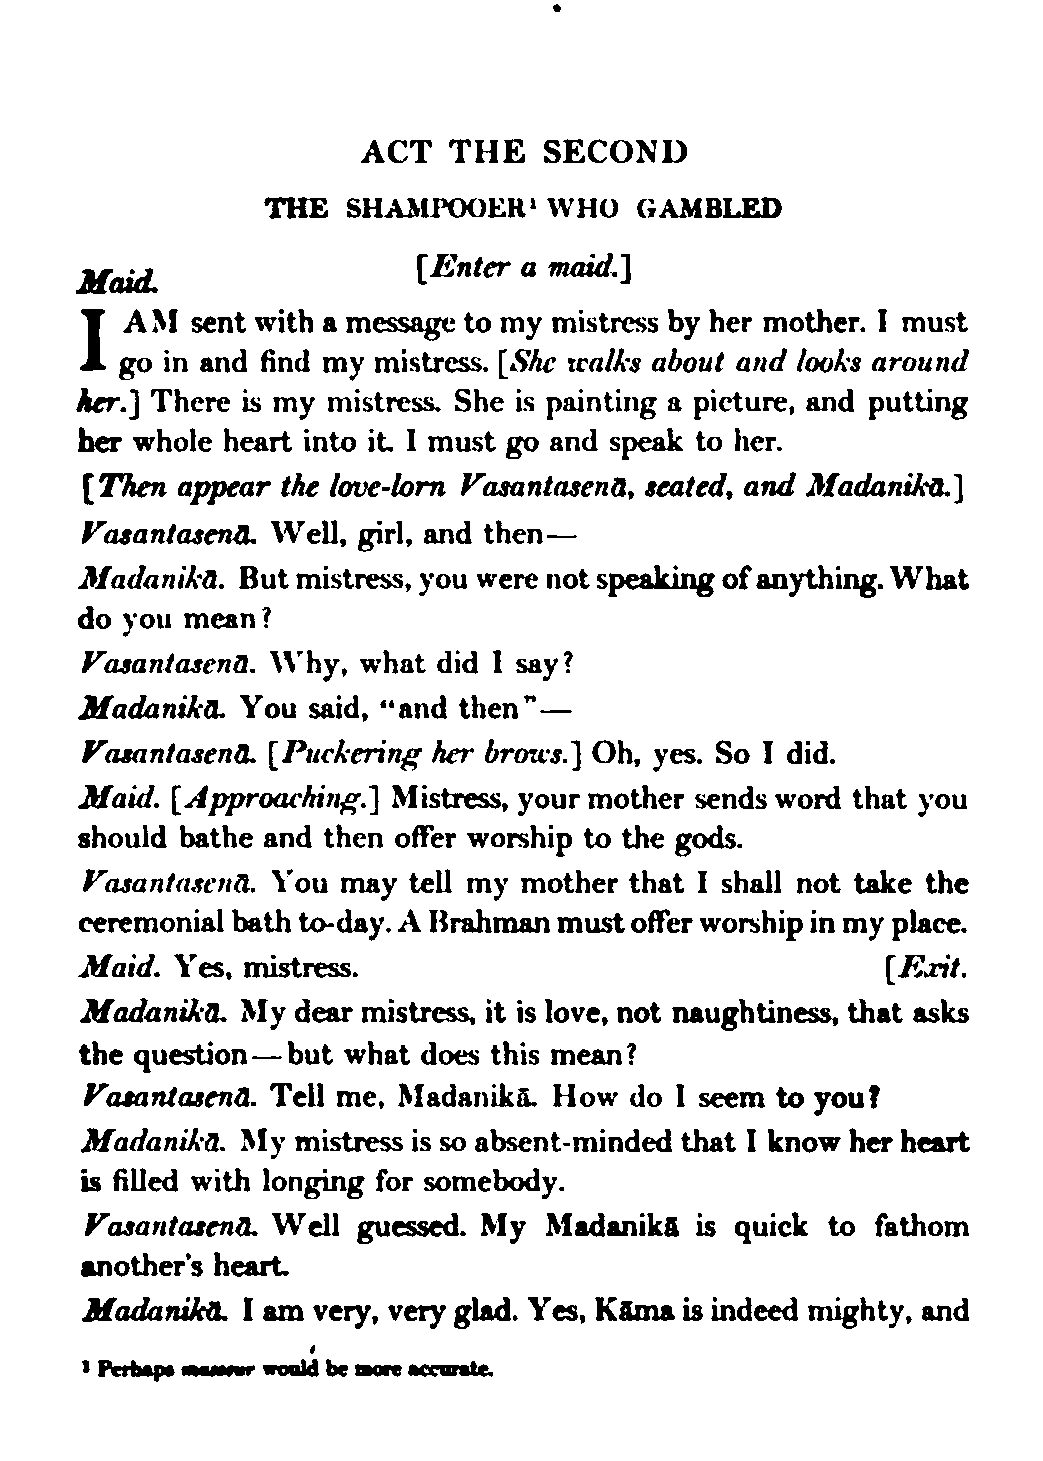 ACT THE SECOND
THE SHAMPOOER¹ WHO GAMBLED
[Enter a maid.]
Maid.
I AM sent with a message to my mistress by her mother. I must
go in and find my mistress. [She walks about and looks around
her.] There is my mistress. She is painting a picture, and putting
her whole heart into it. I must go and speak to her.
[Then appear the love-lorn Vasantasenā, seated, and Madanikā.]
Vasantasenā. Well, girl, and then—
Madanikā. But mistress, you were not speaking of anything. What
do you mean?
Vasantasenā. Why, what did I say?
Madanikā. You said, "and then"—
Vasantasenā. [Puckering her brows.] Oh, yes. So I did.
Maid. [Approaching.] Mistress, your mother sends word that you
should bathe and then offer worship to the gods.
Vasantasenā. You may tell my mother that I shall not take the
ceremonial bath to-day. A Brahman must offer worship in my place.
Maid. Yes, mistress. [Exit.
Madanikā. My dear mistress, it is love, not naughtiness, that asks
the question—but what does this mean?
Vasantasenā. Tell me, Madanikā. How do I seem to you?
Madanikā. My mistress is so absent-minded that I know her heart
is filled with longing for somebody.
Vasantasenā. Well guessed. My Madanikā is quick to fathom
another's heart.
Madanikā. I am very, very glad. Yes, Kāma is indeed mighty, and
¹ Perhaps masseur would be more accurate.